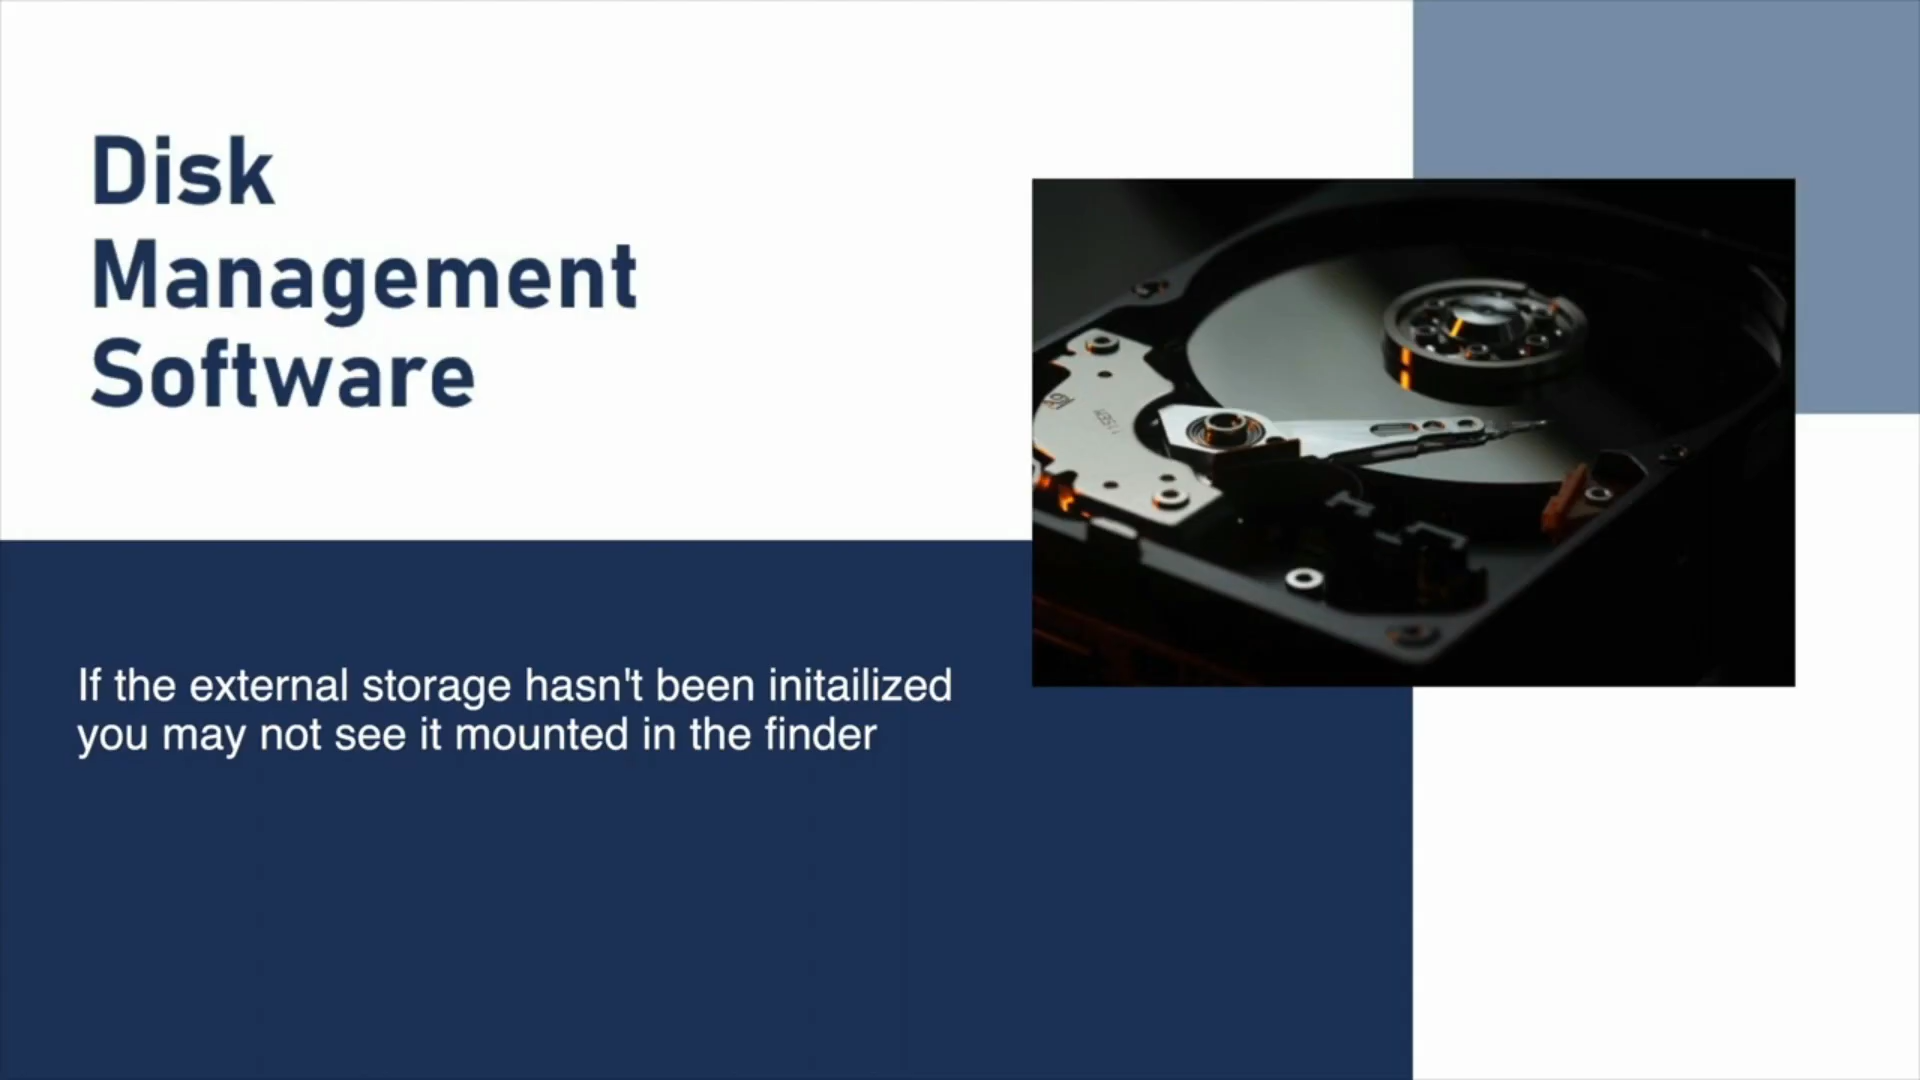 Disk
Management
Software
If the external storage hasn't been initailized
you may not see it mounted in the finder